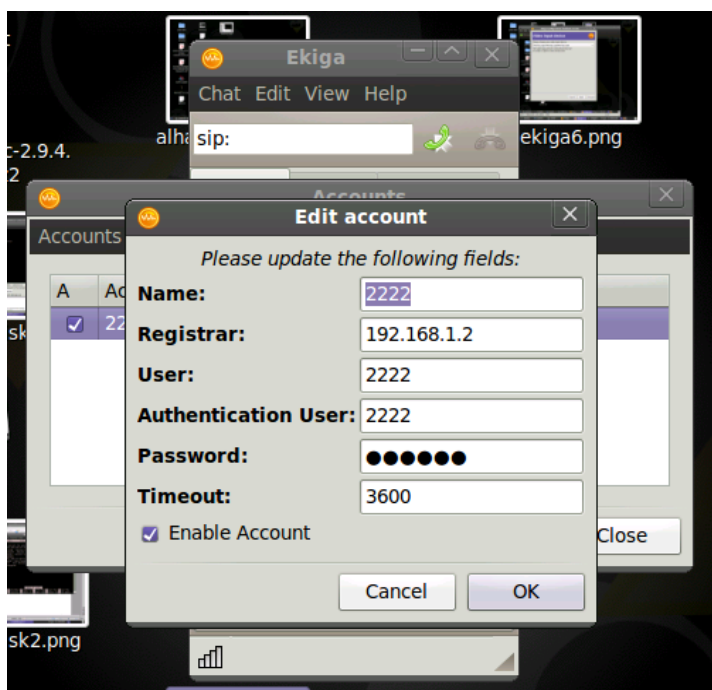 Ekiga
Chat Edit View Help
alha
sip:
ekiga6.png
c-2.9.4.
2
Accounts
Edit account
Accounts
Please update the following fields:
A
Name: 2222
22
Registrar: 192.168.1.2
sk
User: 2222
Authentication User: 2222
Password: ●●●●●●
Timeout: 3600
Enable Account
Close
Cancel OK
sk2.png